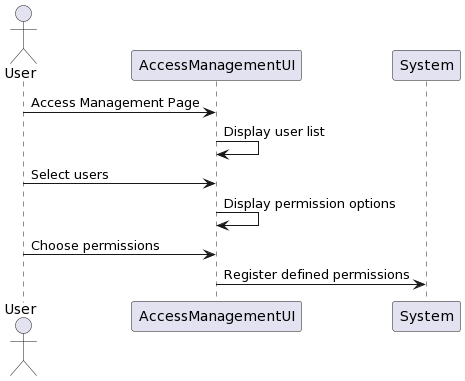 User
AccessManagementUI
System
Access Management Page
Display user list
Select users
Display permission options
Choose permissions
Register defined permissions
User
AccessManagementUI
System